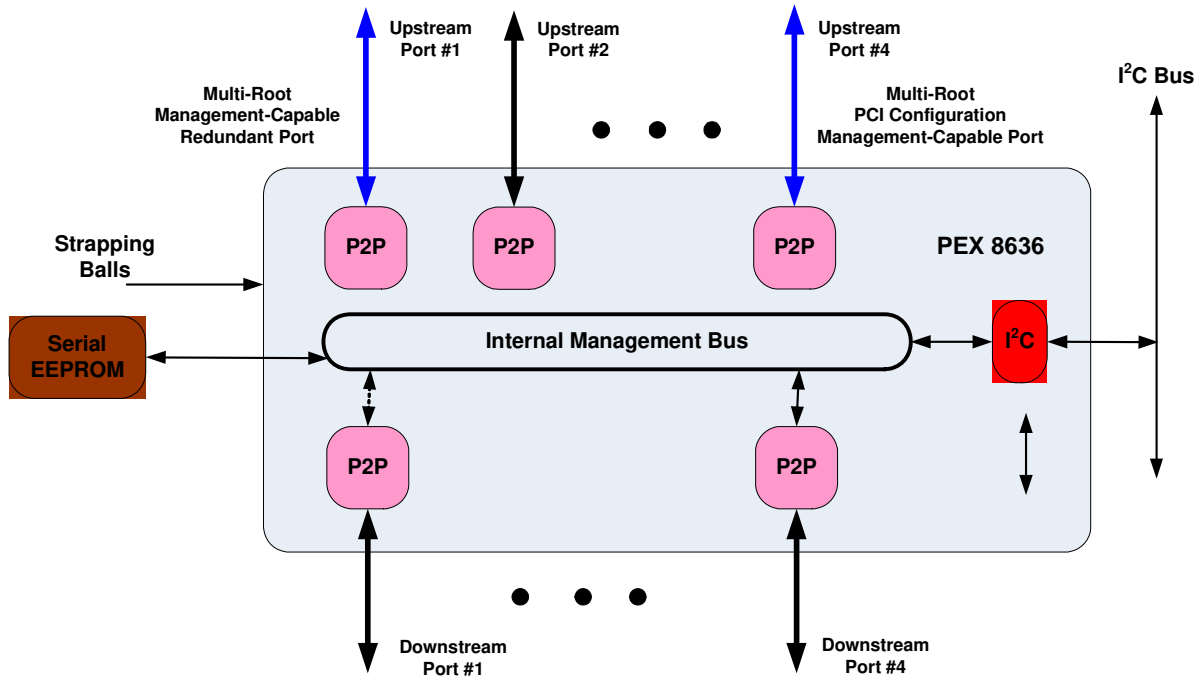 Upstream
Port #1
Upstream
Port #2
Upstream
Port #4
I²C Bus
Multi-Root
Management-Capable
Redundant Port
Multi-Root
PCI Configuration
Management-Capable Port
P2P
P2P
P2P
PEX 8636
Strapping
Balls
Serial
EEPROM
Internal Management Bus
I²C
P2P
P2P
Downstream
Port #1
Downstream
Port #4